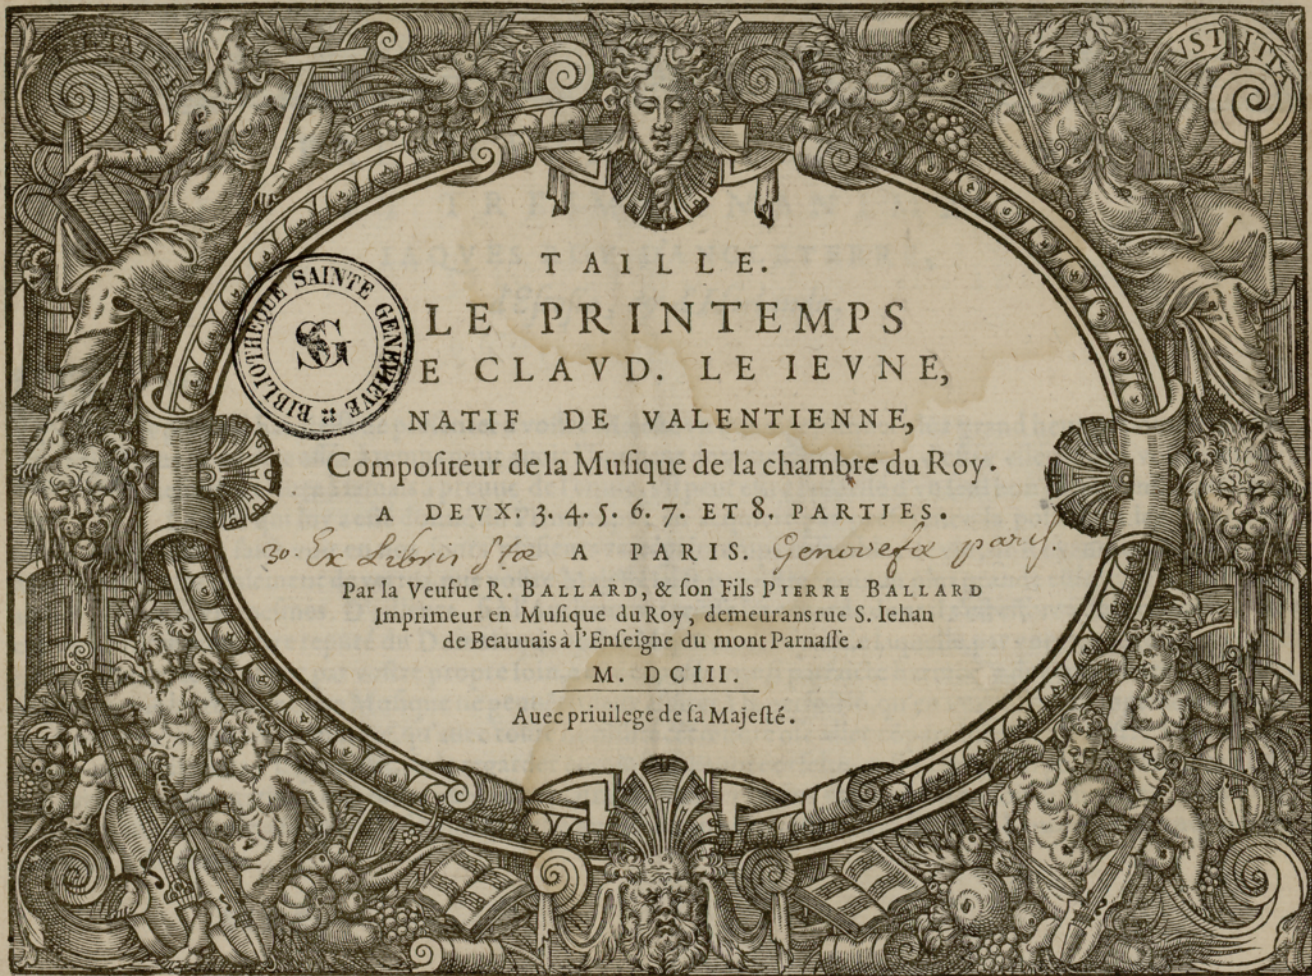 PIETATE
IVSTITIA
TAILLE.
LE PRINTEMPS
E CLAVD. LE IEVNE,
NATIF DE VALENTIENNE,
Compoſiteur de la Muſique de la chambre du Roy.
A DEVX. 3. 4. 5. 6. 7. ET 8. PARTIES.
30. Ex Libris Stæ A PARIS. Genovefæ pariſ.
Par la Veufue R. BALLARD, & ſon Fils PIERRE BALLARD
Imprimeur en Muſique du Roy, demeurans rue S. Iehan
de Beauuais à l'Enſeigne du mont Parnaſſe.
M. DCIII.
Auec priuilege de ſa Majeſté.
BIBLIOTHEQUE SAINTE GENEVIEVE
SG